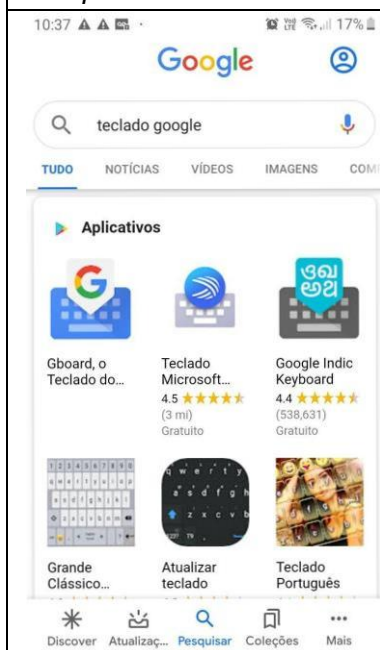 10:37
17%
Google
teclado google
TUDO NOTÍCIAS VÍDEOS IMAGENS COM
Aplicativos
Gboard, o Teclado do...
Teclado Microsoft...
4.5
(3 mi)
Gratuito
Google Indic Keyboard
4.4
(538,631)
Gratuito
Grande Clássico...
Atualizar teclado
Teclado Português
Discover Atualizaç... Pesquisar Coleções Mais